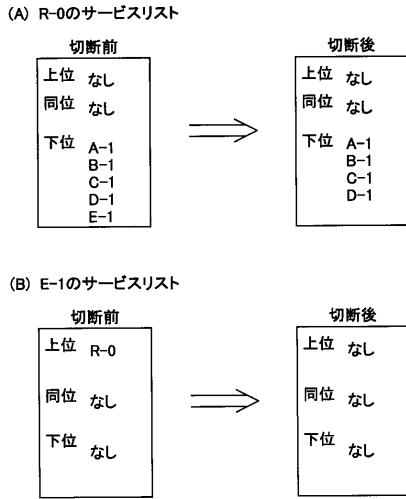 (A) R-0のサービスリスト
切断前
上位 なし
同位 なし
下位 A-1
B-1
C-1
D-1
E-1
切断後
上位 なし
同位 なし
下位 A-1
B-1
C-1
D-1
(B) E-1のサービスリスト
切断前
上位 R-0
同位 なし
下位 なし
切断後
上位 なし
同位 なし
下位 なし